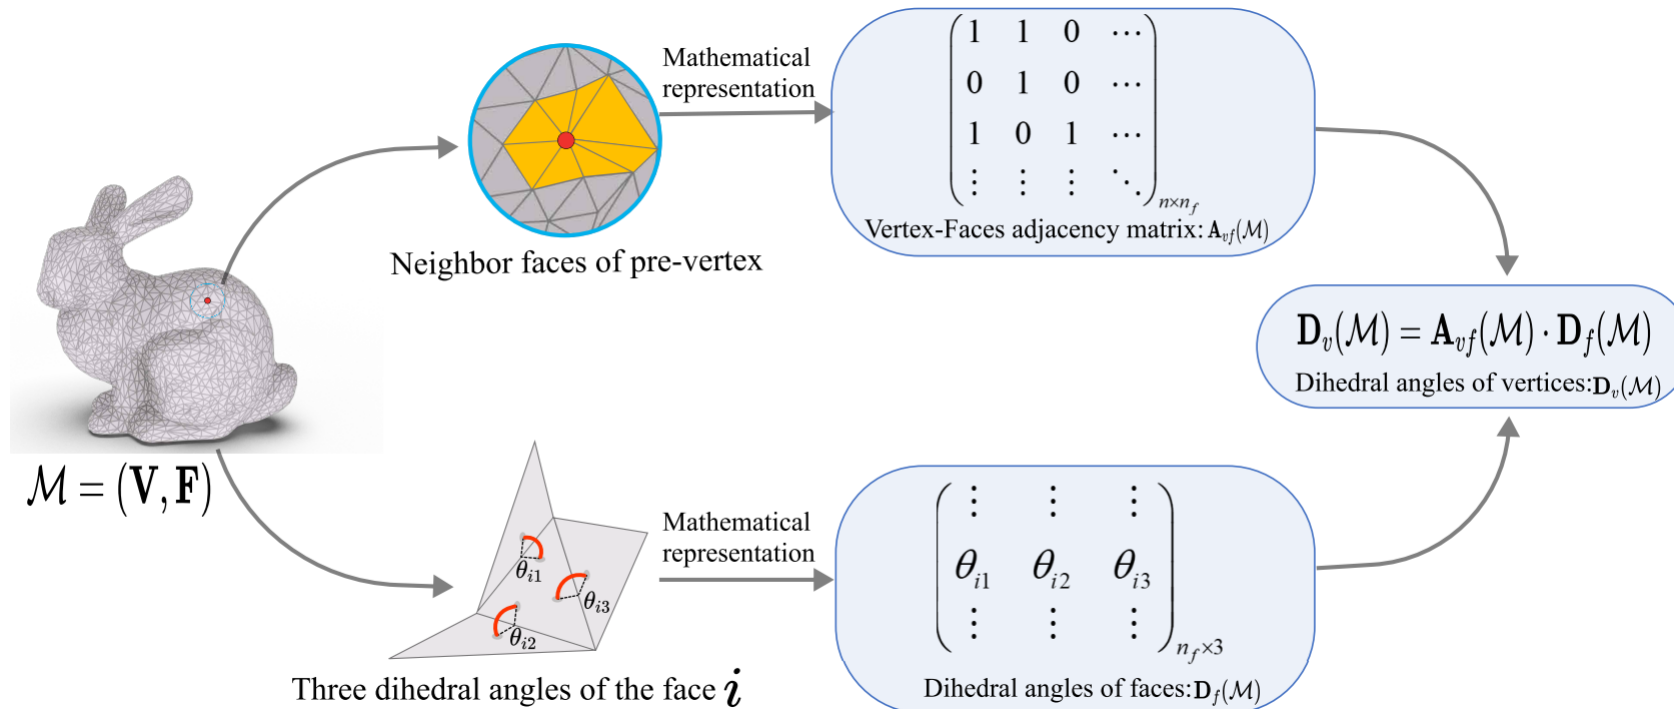 Mathematical
representation
1 1 0 ⋯
0 1 0 ⋯
1 0 1 ⋯
⋮ ⋮ ⋮ ⋱
n×n_f
Vertex-Faces adjacency matrix: A_vf(ℳ)
Neighbor faces of pre-vertex
D_v(ℳ) = A_vf(ℳ) · D_f(ℳ)
Dihedral angles of vertices:D_v(ℳ)
ℳ = (V, F)
θ_i1
θ_i3
θ_i2
Three dihedral angles of the face i
Mathematical
representation
⋮ ⋮ ⋮
θ_i1 θ_i2 θ_i3
⋮ ⋮ ⋮
n_f×3
Dihedral angles of faces:D_f(ℳ)